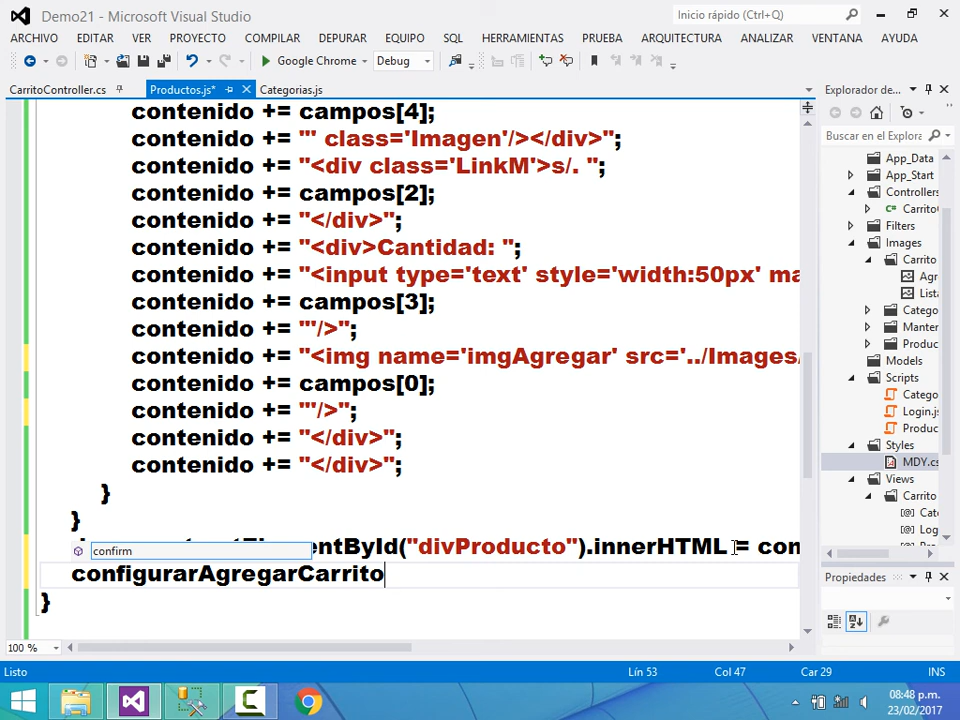 Demo21 - Microsoft Visual Studio
Inicio rápido (Ctrl+Q)
ARCHIVO EDITAR VER PROYECTO COMPILAR DEPURAR EQUIPO SQL HERRAMIENTAS PRUEBA ARQUITECTURA ANALIZAR VENTANA AYUDA
Google Chrome Debug
CarritoController.cs Productos.js* Categorias.js
Explorador de...
Buscar en el Explora
contenido += campos[4];
contenido += "' class='Imagen'/></div>";
contenido += "<div class='LinkM'>s/. ";
contenido += campos[2];
contenido += "</div>";
contenido += "<div>Cantidad: ";
contenido += "<input type='text' style='width:50px' ma
contenido += campos[3];
contenido += "'/>";
contenido += "<img name='imgAgregar' src='../Images/
contenido += campos[0];
contenido += "'/>";
contenido += "</div>";
contenido += "</div>";
}
}
entById("divProducto").innerHTML = con
confirm
configurarAgregarCarrito
}
App_Data
App_Start
Controllers
Carrito
Filters
Images
Carrito
Agr
Lista
Catego
Manter
Produc
Models
Scripts
Catego
Login.js
Produc
Styles
MDY.cs
Views
Carrito
Cate
Log
Pro
Propiedades
100 %
Listo Lín 53 Col 47 Car 29 INS
08:48 p.m.
23/02/2017